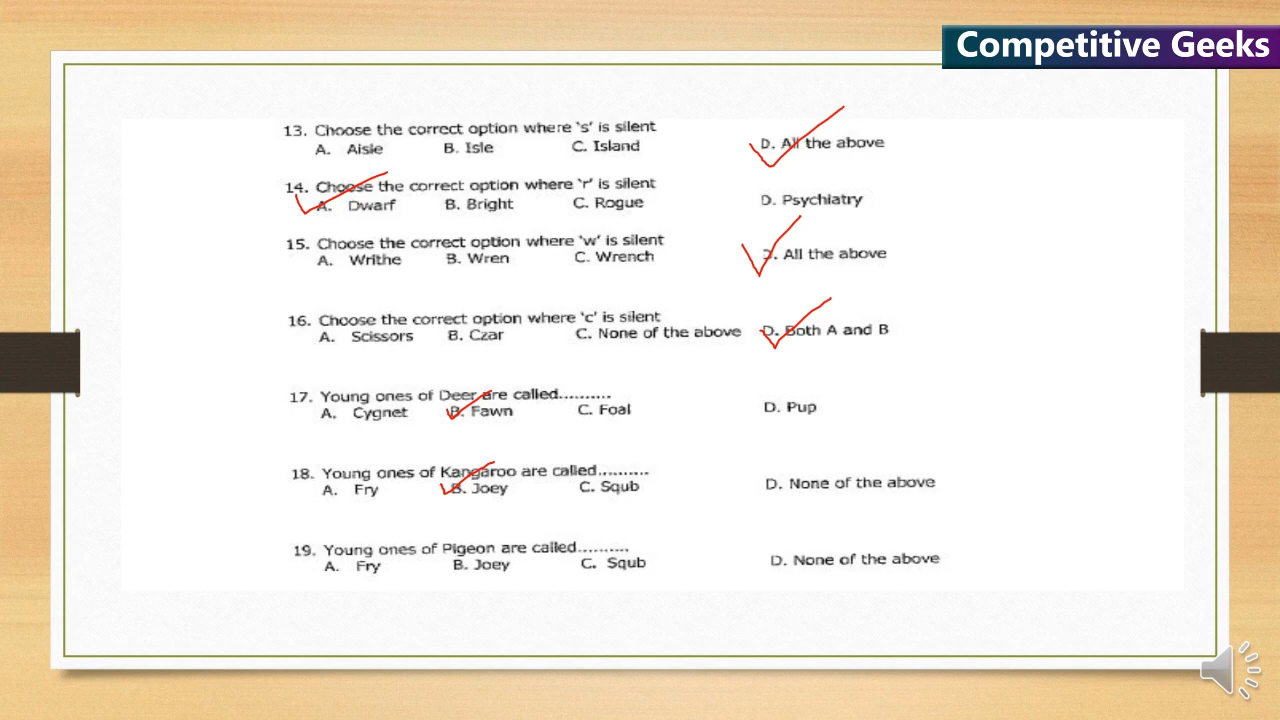 Competitive Geeks
13. Choose the correct option where 's' is silent
A. Aisle B. Isle C. Island D. All the above
14. Choose the correct option where 'r' is silent
A. Dwarf B. Bright C. Rogue D. Psychiatry
15. Choose the correct option where 'w' is silent
A. Writhe B. Wren C. Wrench D. All the above
16. Choose the correct option where 'c' is silent
A. Scissors B. Czar C. None of the above D. Both A and B
17. Young ones of Deer are called..........
A. Cygnet B. Fawn C. Foal D. Pup
18. Young ones of Kangaroo are called..........
A. Fry B. Joey C. Squb D. None of the above
19. Young ones of Pigeon are called..........
A. Fry B. Joey C. Squb D. None of the above